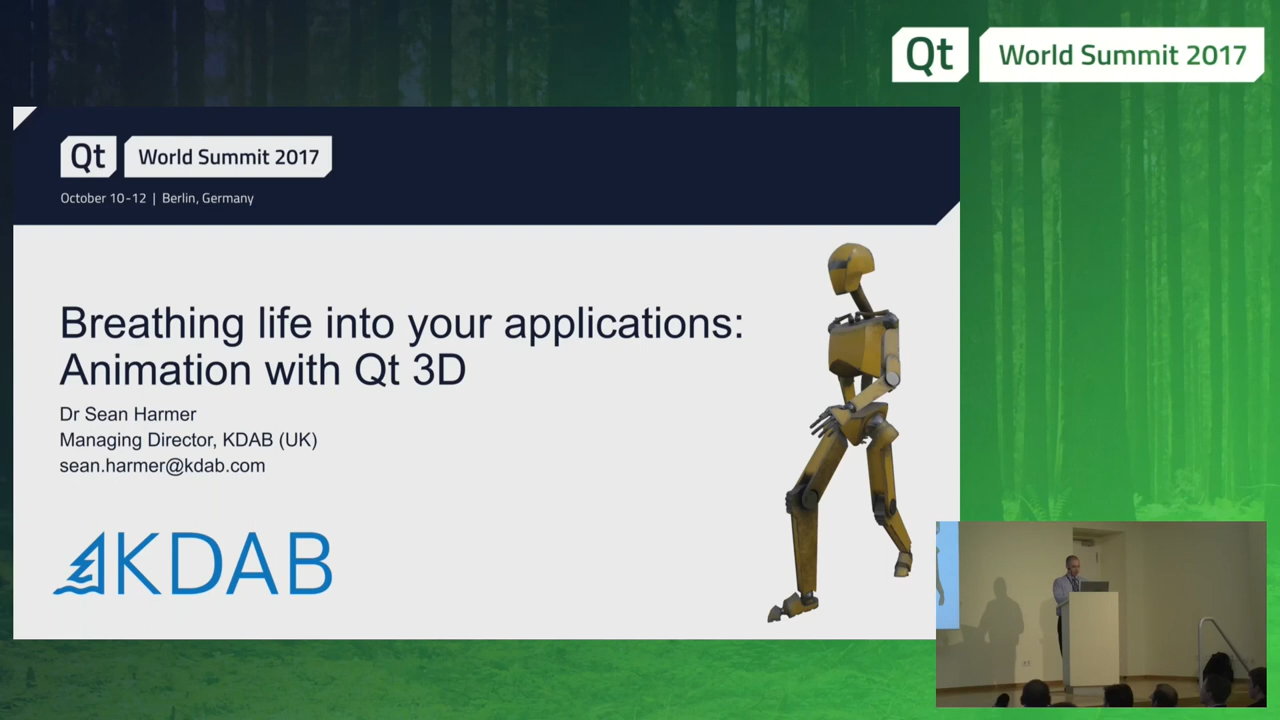 Qt World Summit 2017
Qt World Summit 2017
October 10-12 | Berlin, Germany
Breathing life into your applications:
Animation with Qt 3D
Dr Sean Harmer
Managing Director, KDAB (UK)
sean.harmer@kdab.com
KDAB